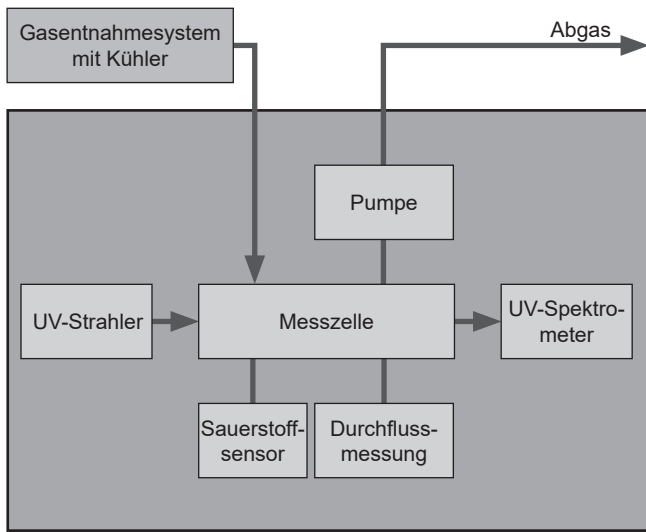 Gasentnahmesystem
mit Kühler
Abgas
Pumpe
UV-Strahler
Messzelle
UV-Spektro-
meter
Sauerstoff-
sensor
Durchfluss-
messung